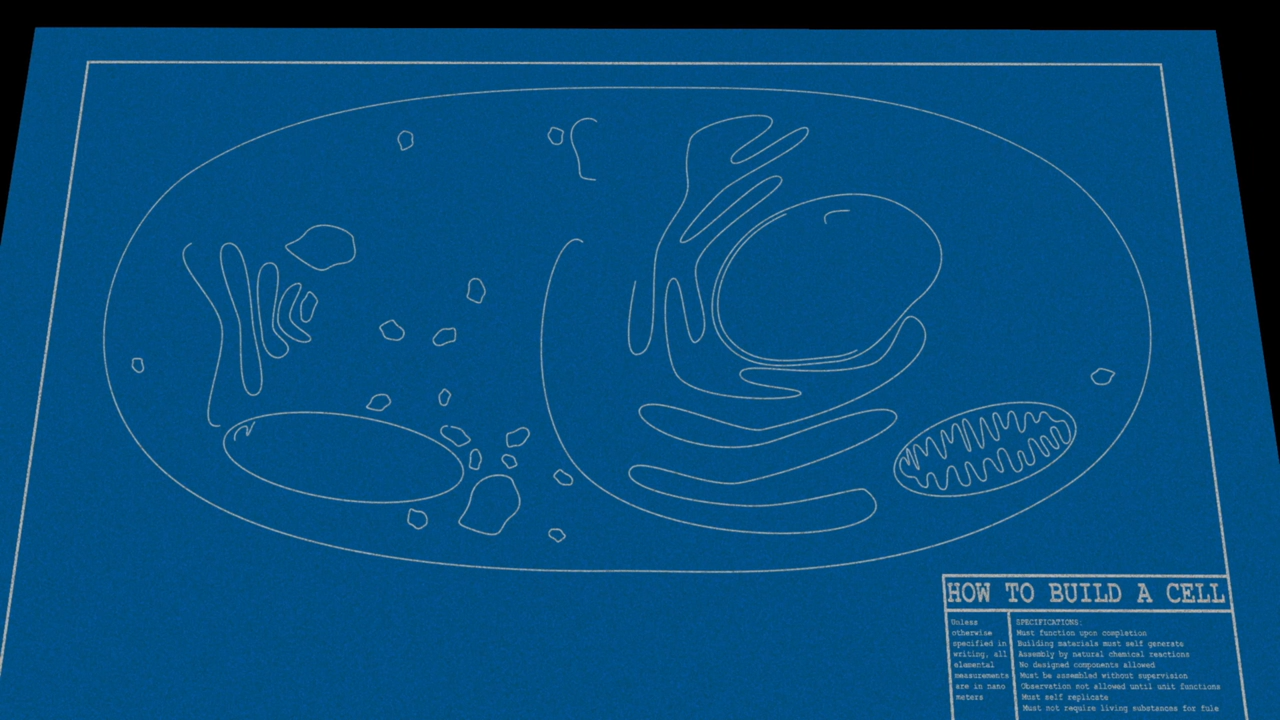 HOW TO BUILD A CELL
Unless
otherwise
specified in
writing, all
elemental
measurements
are in nano
meters
SPECIFICATIONS:
Must function upon completion
Building materials must self generate
Assembly by natural chemical reactions
No designed components allowed
Must be assembled without supervision
Observation not allowed until unit functions
Must self replicate
Must not require living substances for fule